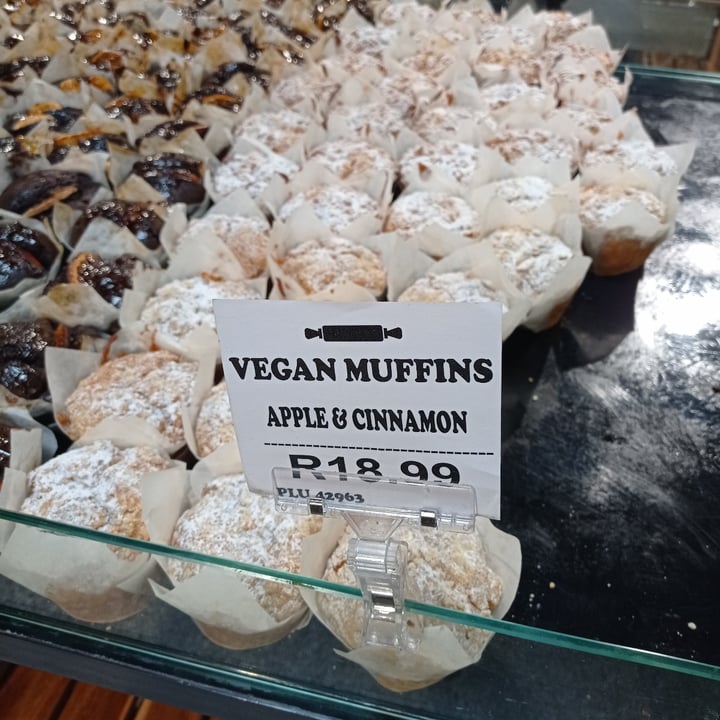 VEGAN MUFFINS
APPLE & CINNAMON
R18.99
PLU 42963